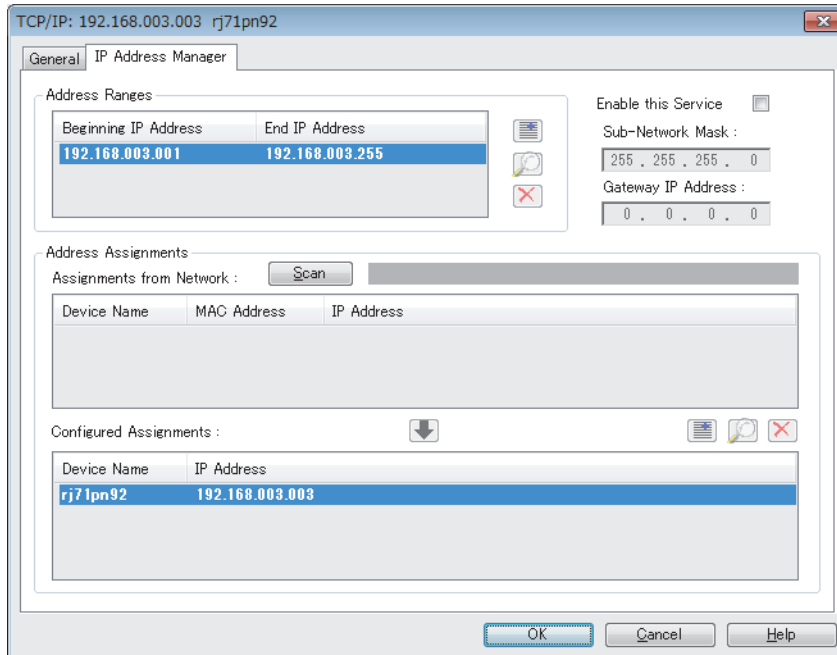 TCP/IP: 192.168.003.003 rj71pn92
General IP Address Manager
Address Ranges
Beginning IP Address End IP Address
192.168.003.001 192.168.003.255
Enable this Service
Sub-Network Mask :
255 . 255 . 255 . 0
Gateway IP Address :
0 . 0 . 0 . 0
Address Assignments
Assignments from Network : Scan
Device Name MAC Address IP Address
Configured Assignments :
Device Name IP Address
rj71pn92 192.168.003.003
OK Cancel Help